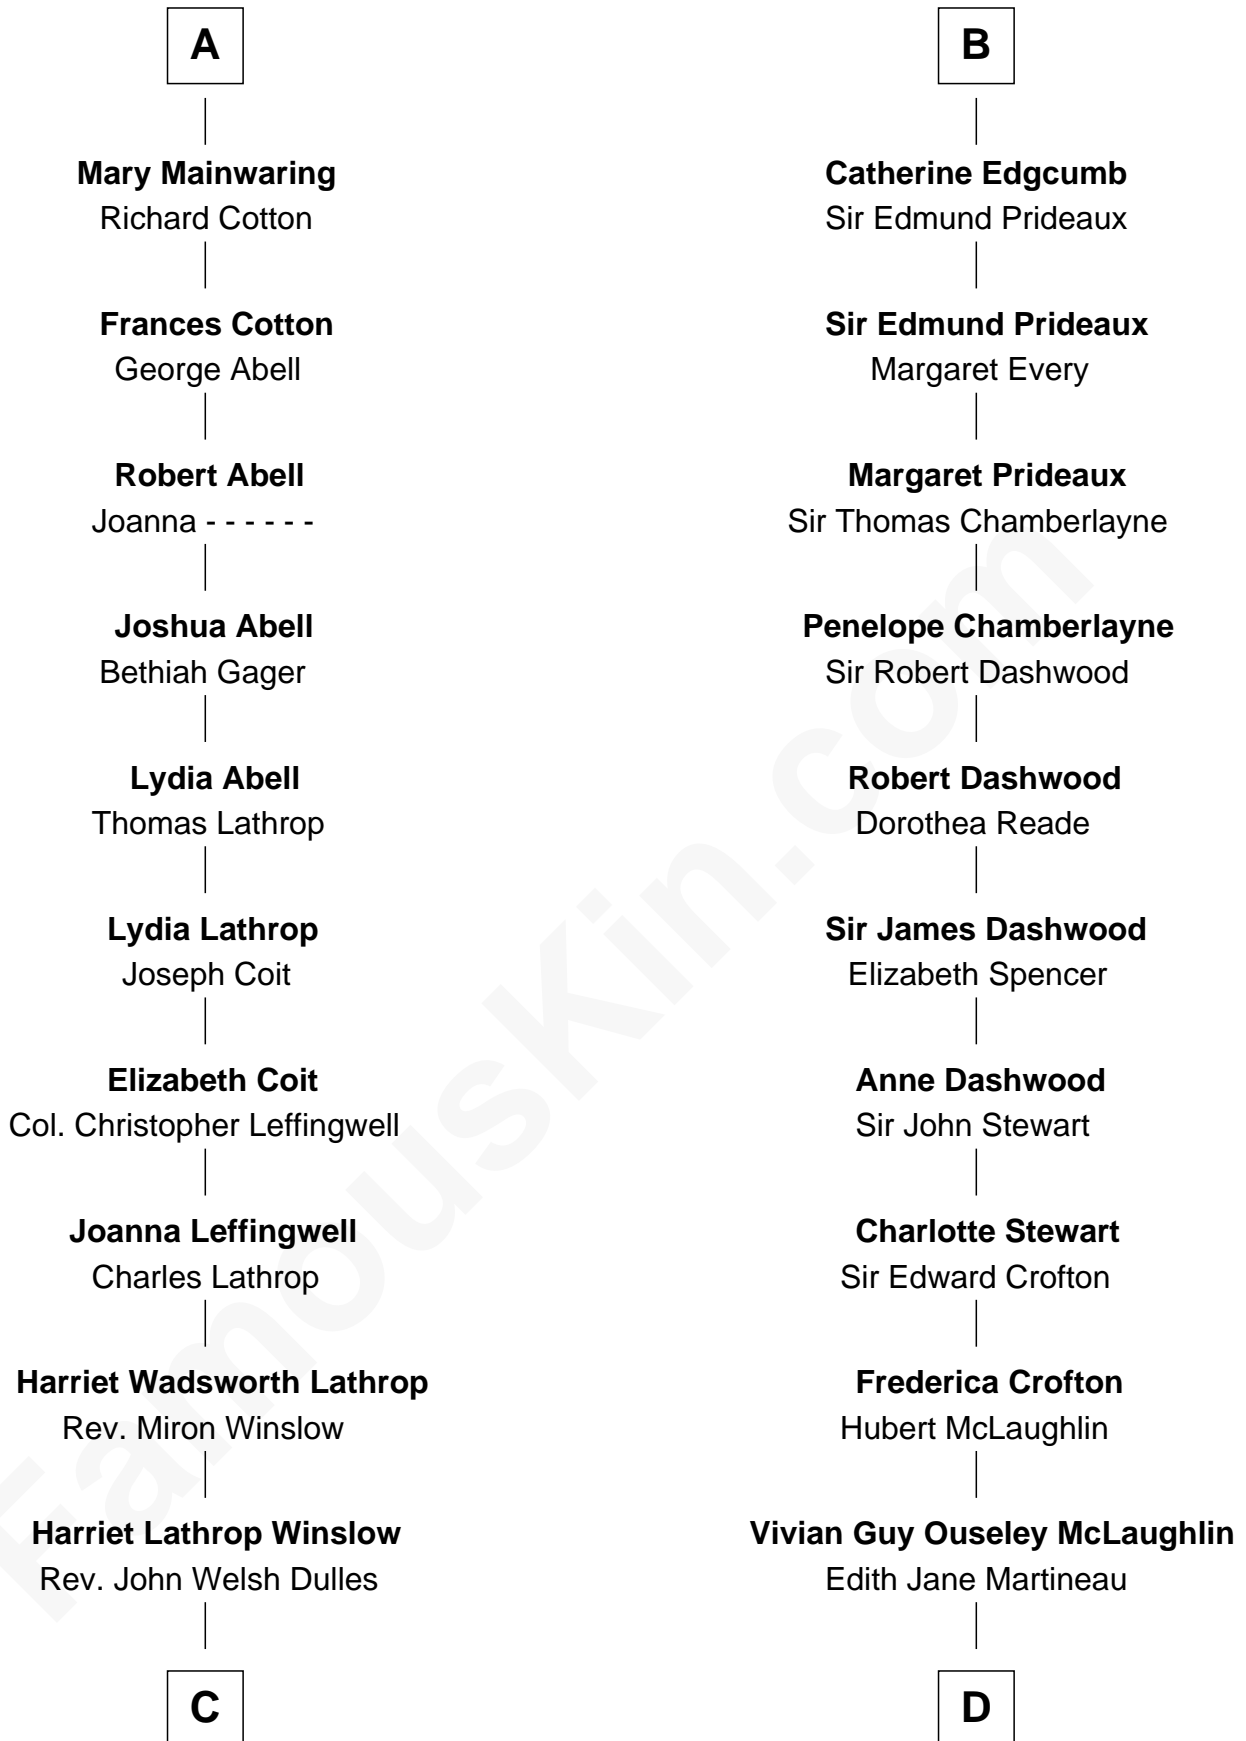 A
Mary Mainwaring
Richard Cotton
Frances Cotton
George Abell
Robert Abell
Joanna - - - - - -
Joshua Abell
Bethiah Gager
Lydia Abell
Thomas Lathrop
Lydia Lathrop
Joseph Coit
Elizabeth Coit
Col. Christopher Leffingwell
Joanna Leffingwell
Charles Lathrop
Harriet Wadsworth Lathrop
Rev. Miron Winslow
Harriet Lathrop Winslow
Rev. John Welsh Dulles
C
B
Catherine Edgcumb
Sir Edmund Prideaux
Sir Edmund Prideaux
Margaret Every
Margaret Prideaux
Sir Thomas Chamberlayne
Penelope Chamberlayne
Sir Robert Dashwood
Robert Dashwood
Dorothea Reade
Sir James Dashwood
Elizabeth Spencer
Anne Dashwood
Sir John Stewart
Charlotte Stewart
Sir Edward Crofton
Frederica Crofton
Hubert McLaughlin
Vivian Guy Ouseley McLaughlin
Edith Jane Martineau
D
FamousKin.com